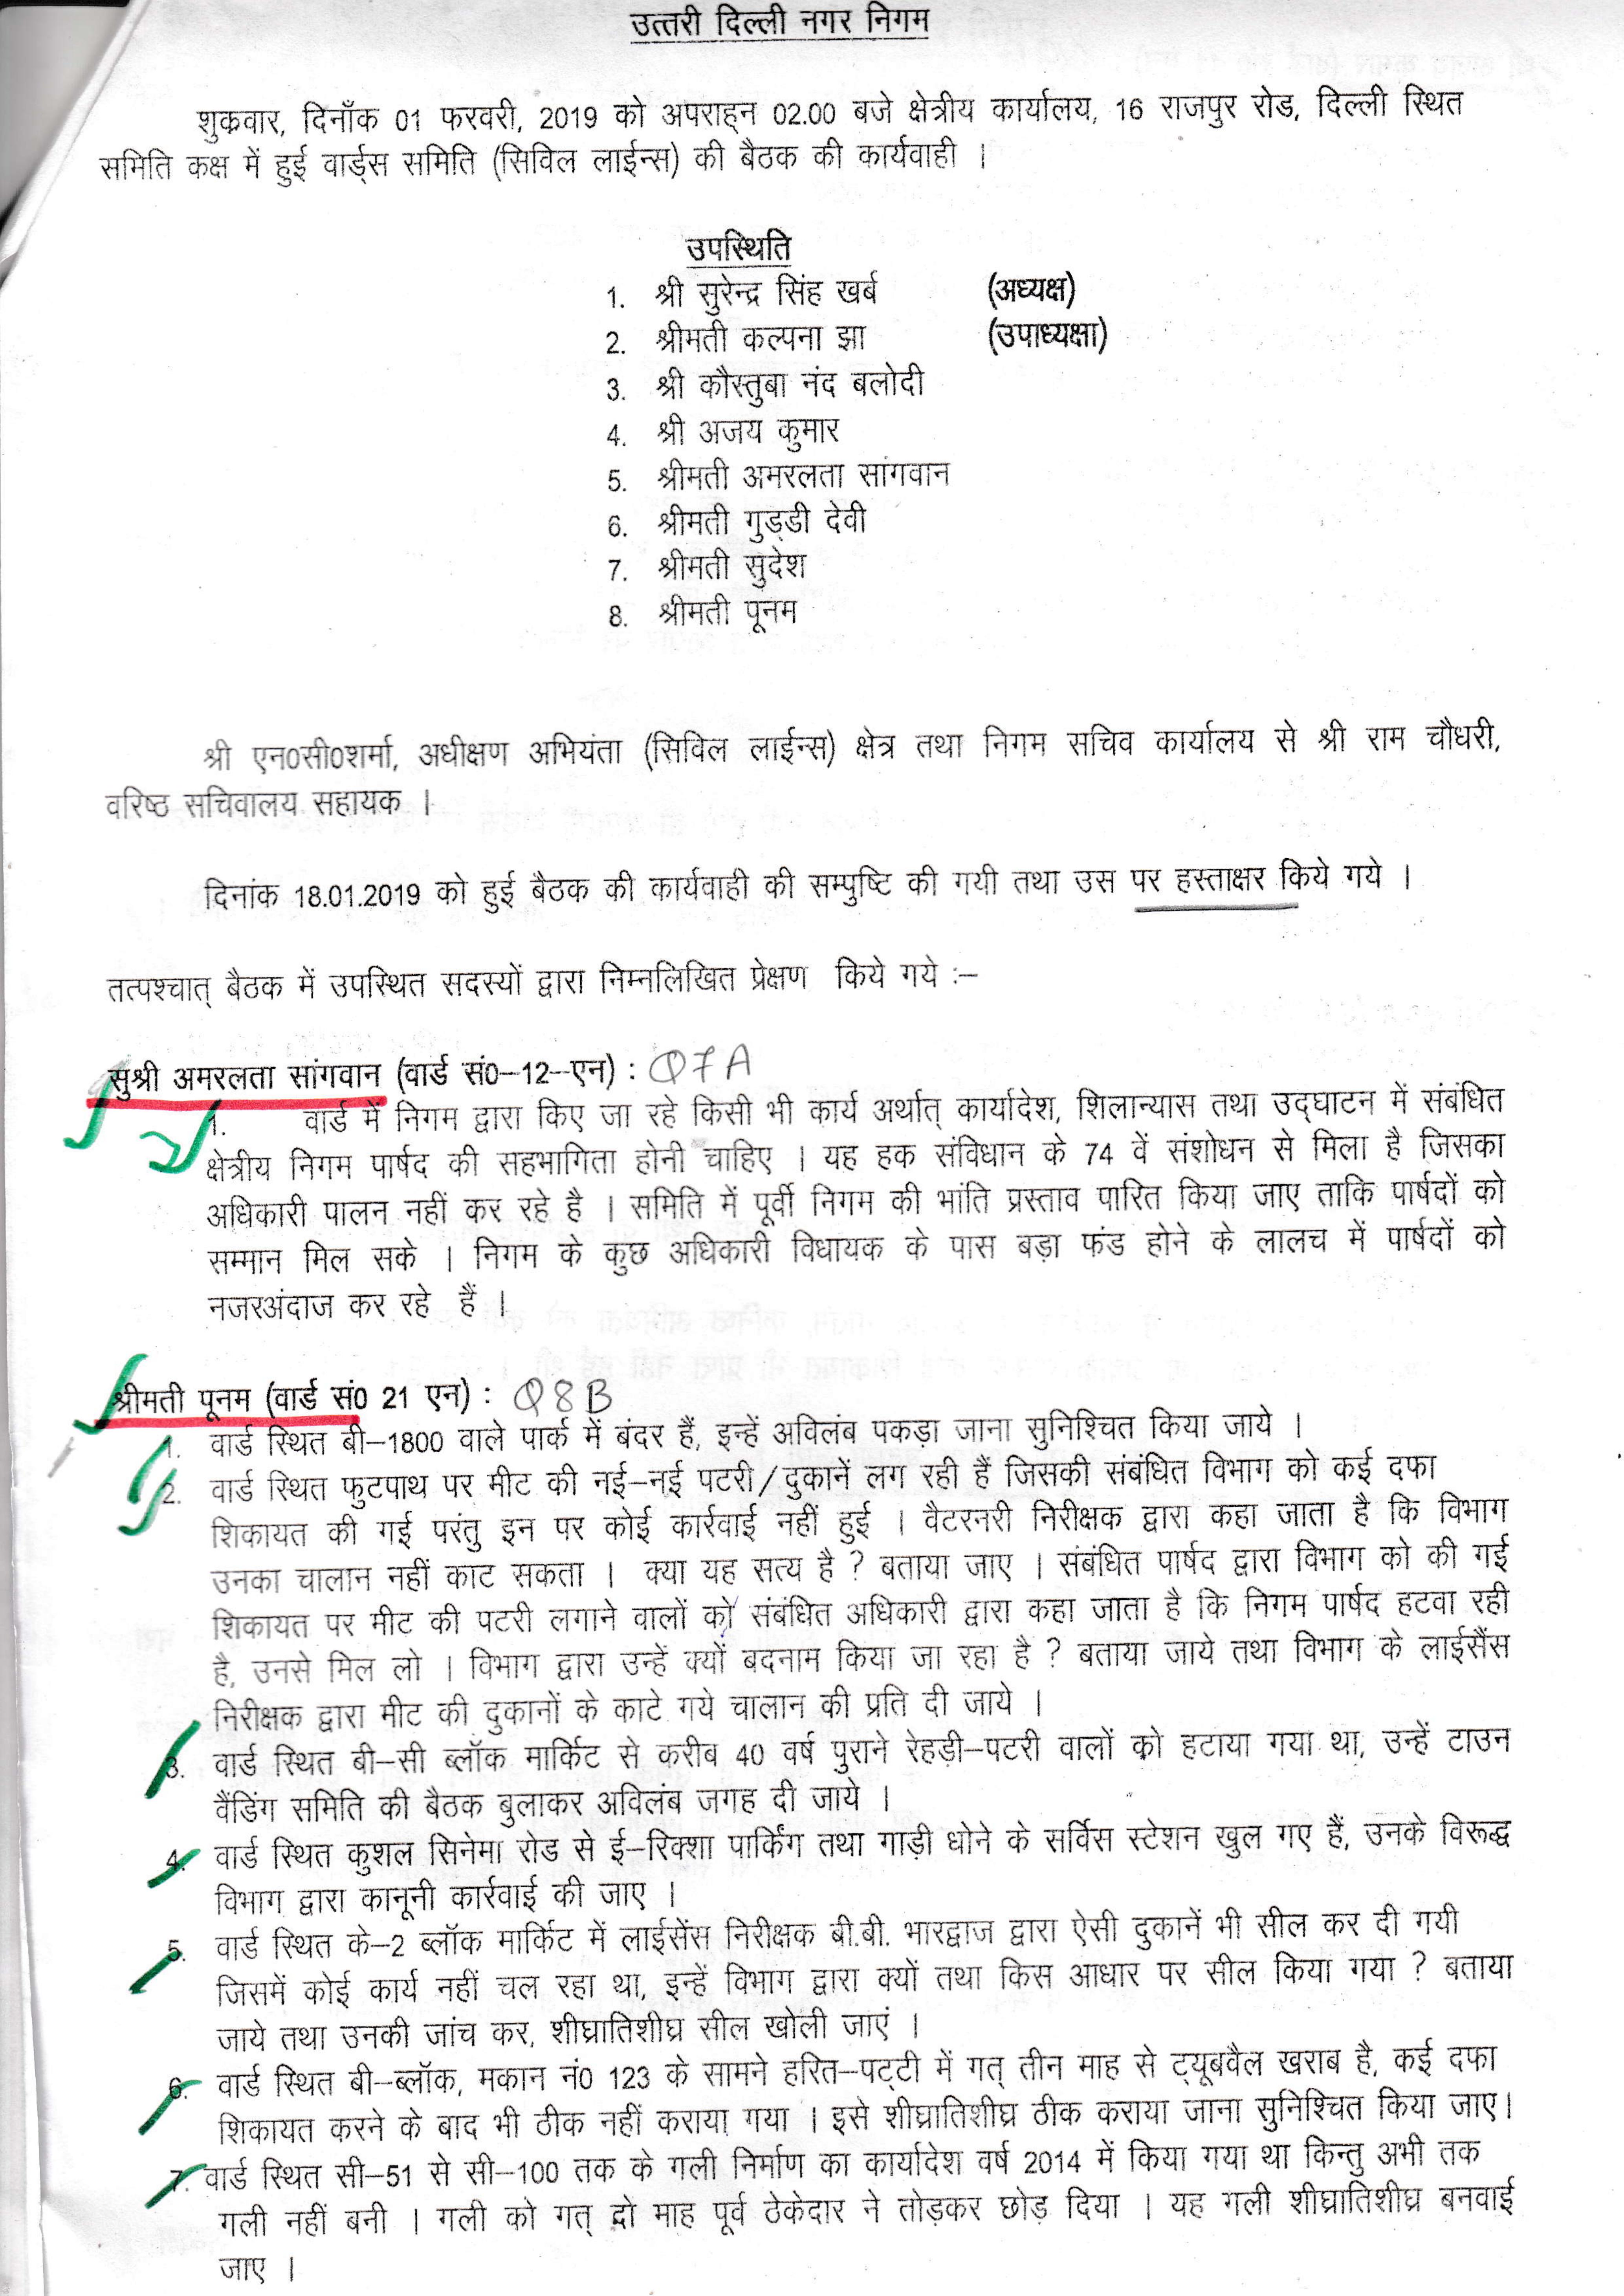 उत्तरी दिल्ली नगर निगम
शुक्रवार, दिनाँक 01 फरवरी, 2019 को अपराह्न 02.00 बजे क्षेत्रीय कार्यालय, 16 राजपुर रोड, दिल्ली स्थित
समिति कक्ष में हुई वार्ड्स समिति (सिविल लाईन्स) की बैठक की कार्यवाही ।
उपस्थिति
1. श्री सुरेन्द्र सिंह खर्ब (अध्यक्ष)
2. श्रीमती कल्पना झा (उपाध्यक्षा)
3. श्री कौस्तुबा नंद बलोदी
4. श्री अजय कुमार
5. श्रीमती अमरलता सांगवान
6. श्रीमती गुड्डी देवी
7. श्रीमती सुदेश
8. श्रीमती पूनम
श्री एन0सी0शर्मा, अधीक्षण अभियंता (सिविल लाईन्स) क्षेत्र तथा निगम सचिव कार्यालय से श्री राम चौधरी,
वरिष्ठ सचिवालय सहायक ।
दिनांक 18.01.2019 को हुई बैठक की कार्यवाही की सम्पुष्टि की गयी तथा उस पर हस्ताक्षर किये गये ।
तत्पश्चात् बैठक में उपस्थित सदस्यों द्वारा निम्नलिखित प्रेक्षण किये गये :–
सुश्री अमरलता सांगवान (वार्ड सं0–12–एन) : Q7A
1. वार्ड में निगम द्वारा किए जा रहे किसी भी कार्य अर्थात् कार्यादेश, शिलान्यास तथा उद्घाटन में संबंधित
क्षेत्रीय निगम पार्षद की सहभागिता होनी चाहिए । यह हक संविधान के 74 वें संशोधन से मिला है जिसका
अधिकारी पालन नहीं कर रहे है । समिति में पूर्वी निगम की भांति प्रस्ताव पारित किया जाए ताकि पार्षदों को
सम्मान मिल सके । निगम के कुछ अधिकारी विधायक के पास बड़ा फंड होने के लालच में पार्षदों को
नजरअंदाज कर रहे हैं ।
श्रीमती पूनम (वार्ड सं0 21 एन) : Q8B
1. वार्ड स्थित बी–1800 वाले पार्क में बंदर हैं, इन्हें अविलंब पकड़ा जाना सुनिश्चित किया जाये ।
2. वार्ड स्थित फुटपाथ पर मीट की नई–नई पटरी/दुकानें लग रही हैं जिसकी संबंधित विभाग को कई दफा
शिकायत की गई परंतु इन पर कोई कार्रवाई नहीं हुई । वैटरनरी निरीक्षक द्वारा कहा जाता है कि विभाग
उनका चालान नहीं काट सकता । क्या यह सत्य है ? बताया जाए । संबंधित पार्षद द्वारा विभाग को की गई
शिकायत पर मीट की पटरी लगाने वालों को संबंधित अधिकारी द्वारा कहा जाता है कि निगम पार्षद हटवा रही
है, उनसे मिल लो । विभाग द्वारा उन्हें क्यों बदनाम किया जा रहा है ? बताया जाये तथा विभाग के लाईसैंस
निरीक्षक द्वारा मीट की दुकानों के काटे गये चालान की प्रति दी जाये ।
3. वार्ड स्थित बी–सी ब्लॉक मार्किट से करीब 40 वर्ष पुराने रेहड़ी–पटरी वालों को हटाया गया था, उन्हें टाउन
वैंडिंग समिति की बैठक बुलाकर अविलंब जगह दी जाये ।
4. वार्ड स्थित कुशल सिनेमा रोड से ई–रिक्शा पार्किंग तथा गाड़ी धोने के सर्विस स्टेशन खुल गए हैं, उनके विरूद्ध
विभाग द्वारा कानूनी कार्रवाई की जाए ।
5. वार्ड स्थित के–2 ब्लॉक मार्किट में लाईसेंस निरीक्षक बी.बी. भारद्वाज द्वारा ऐसी दुकानें भी सील कर दी गयी
जिसमें कोई कार्य नहीं चल रहा था, इन्हें विभाग द्वारा क्यों तथा किस आधार पर सील किया गया ? बताया
जाये तथा उनकी जांच कर, शीघ्रातिशीघ्र सील खोली जाएं ।
6. वार्ड स्थित बी–ब्लॉक, मकान नं0 123 के सामने हरित–पट्टी में गत् तीन माह से ट्यूबवैल खराब है, कई दफा
शिकायत करने के बाद भी ठीक नहीं कराया गया । इसे शीघ्रातिशीघ्र ठीक कराया जाना सुनिश्चित किया जाए।
7. वार्ड स्थित सी–51 से सी–100 तक के गली निर्माण का कार्यादेश वर्ष 2014 में किया गया था किन्तु अभी तक
गली नहीं बनी । गली को गत् दो माह पूर्व ठेकेदार ने तोड़कर छोड़ दिया । यह गली शीघ्रातिशीघ्र बनवाई
जाए ।